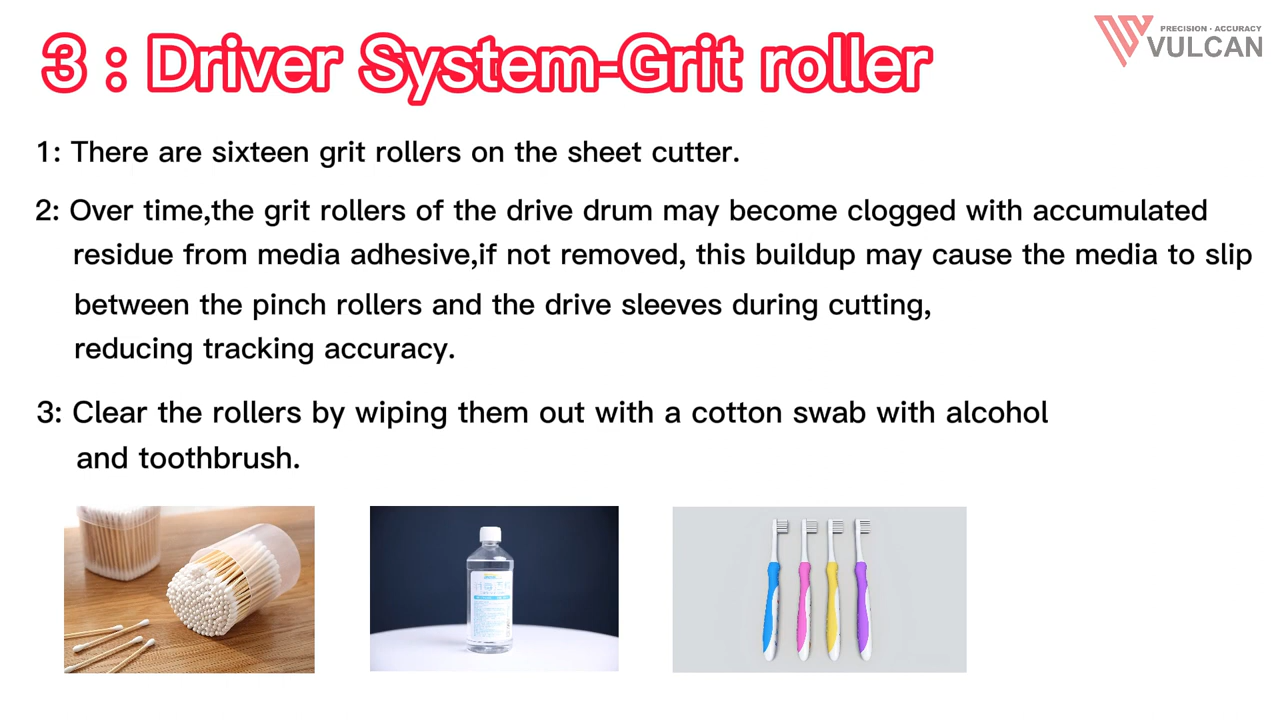 3 : Driver System-Grit roller
PRECISION · ACCURACY
VULCAN
1: There are sixteen grit rollers on the sheet cutter.
2: Over time,the grit rollers of the drive drum may become clogged with accumulated
residue from media adhesive,if not removed, this buildup may cause the media to slip
between the pinch rollers and the drive sleeves during cutting,
reducing tracking accuracy.
3: Clear the rollers by wiping them out with a cotton swab with alcohol
and toothbrush.